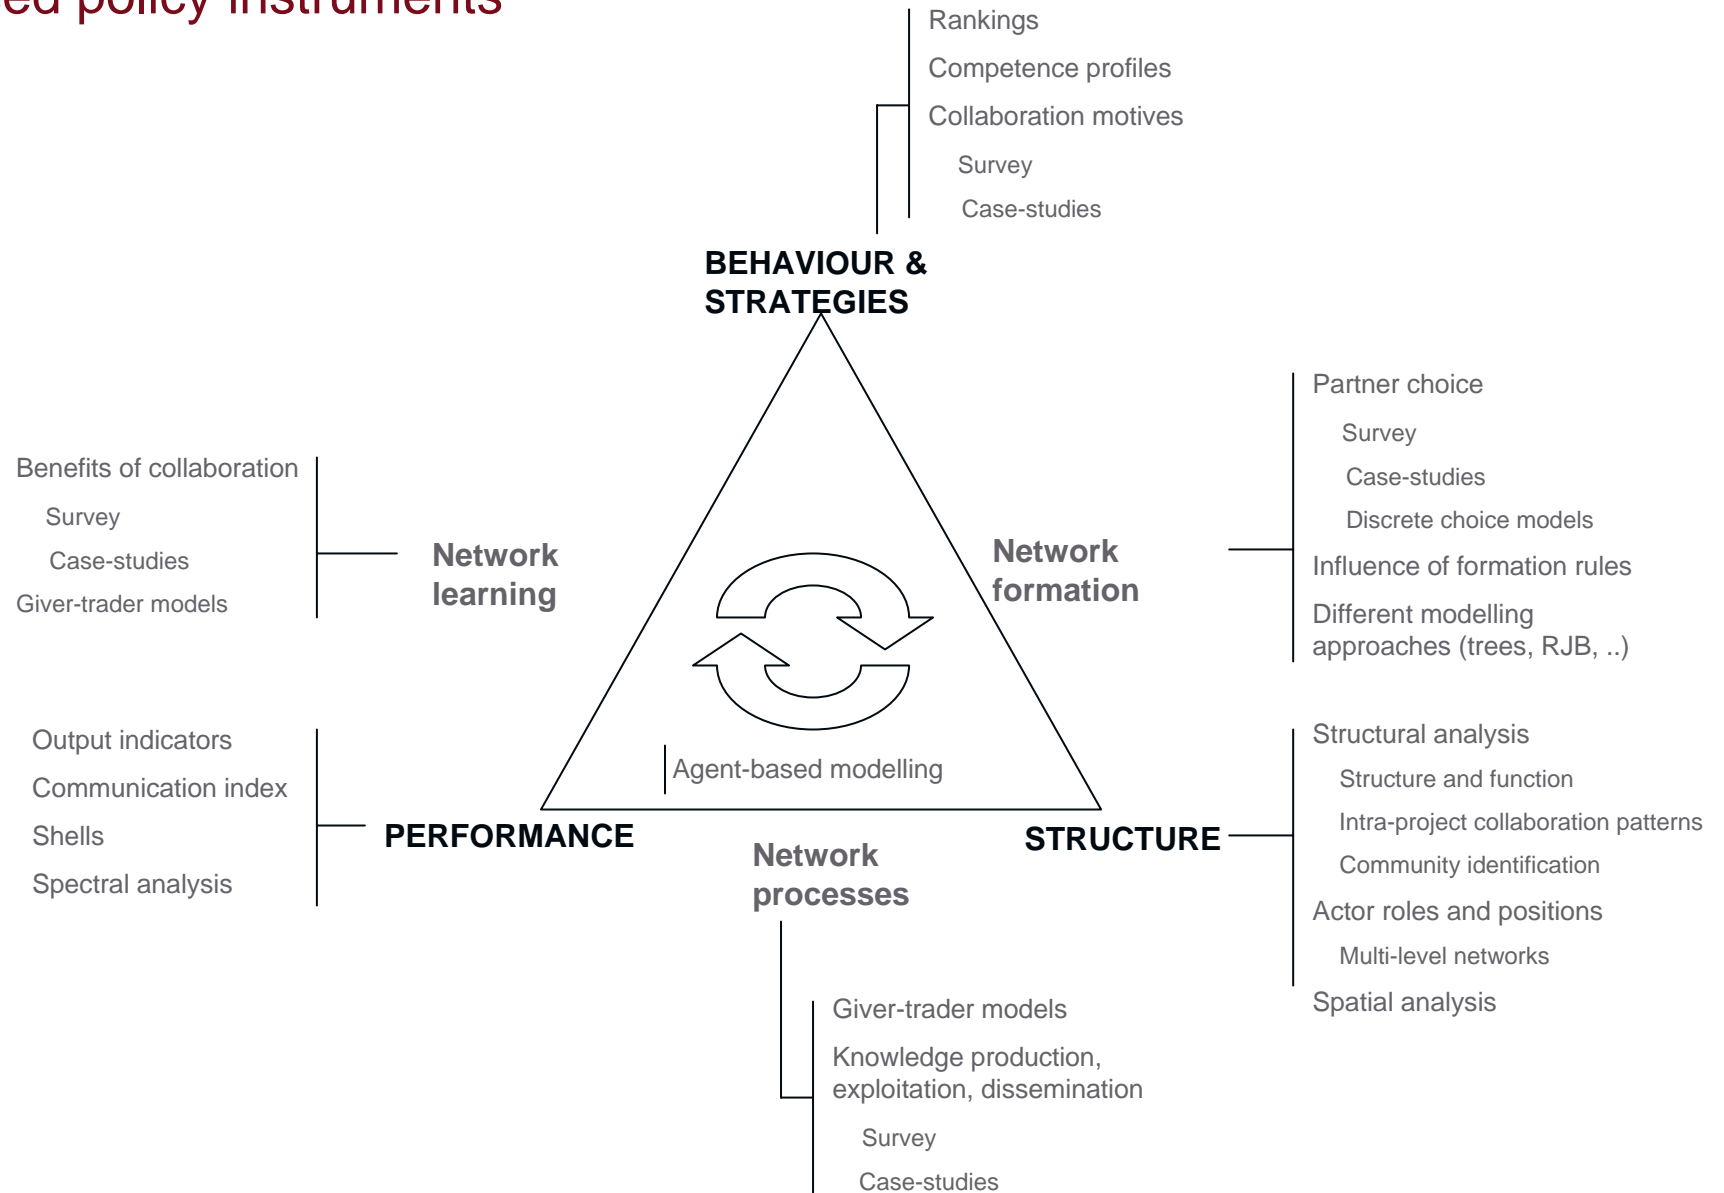 policy instruments
Rankings
Competence profiles
Collaboration motives
Survey
Case-studies
BEHAVIOUR &
STRATEGIES
Partner choice
Survey
Case-studies
Discrete choice models
Influence of formation rules
Different modelling
approaches (trees, RJB, ..)
Network
formation
Benefits of collaboration
Survey
Case-studies
Giver-trader models
Network
learning
Agent-based modelling
Output indicators
Communication index
Shells
Spectral analysis
PERFORMANCE
STRUCTURE
Structural analysis
Structure and function
Intra-project collaboration patterns
Community identification
Actor roles and positions
Multi-level networks
Spatial analysis
Network
processes
Giver-trader models
Knowledge production,
exploitation, dissemination
Survey
Case-studies